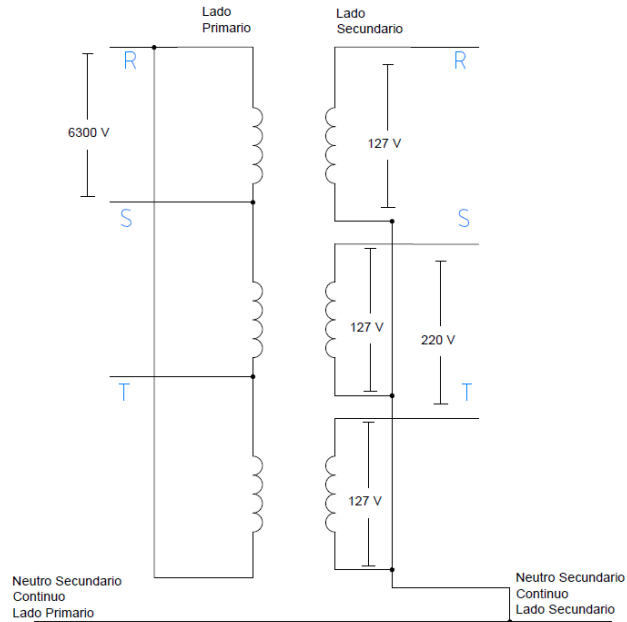 Lado
Primario
Lado
Secundario
R
R
6300 V
127 V
S
S
127 V
220 V
T
T
127 V
Neutro Secundario
Continuo
Lado Primario
Neutro Secundario
Continuo
Lado Secundario